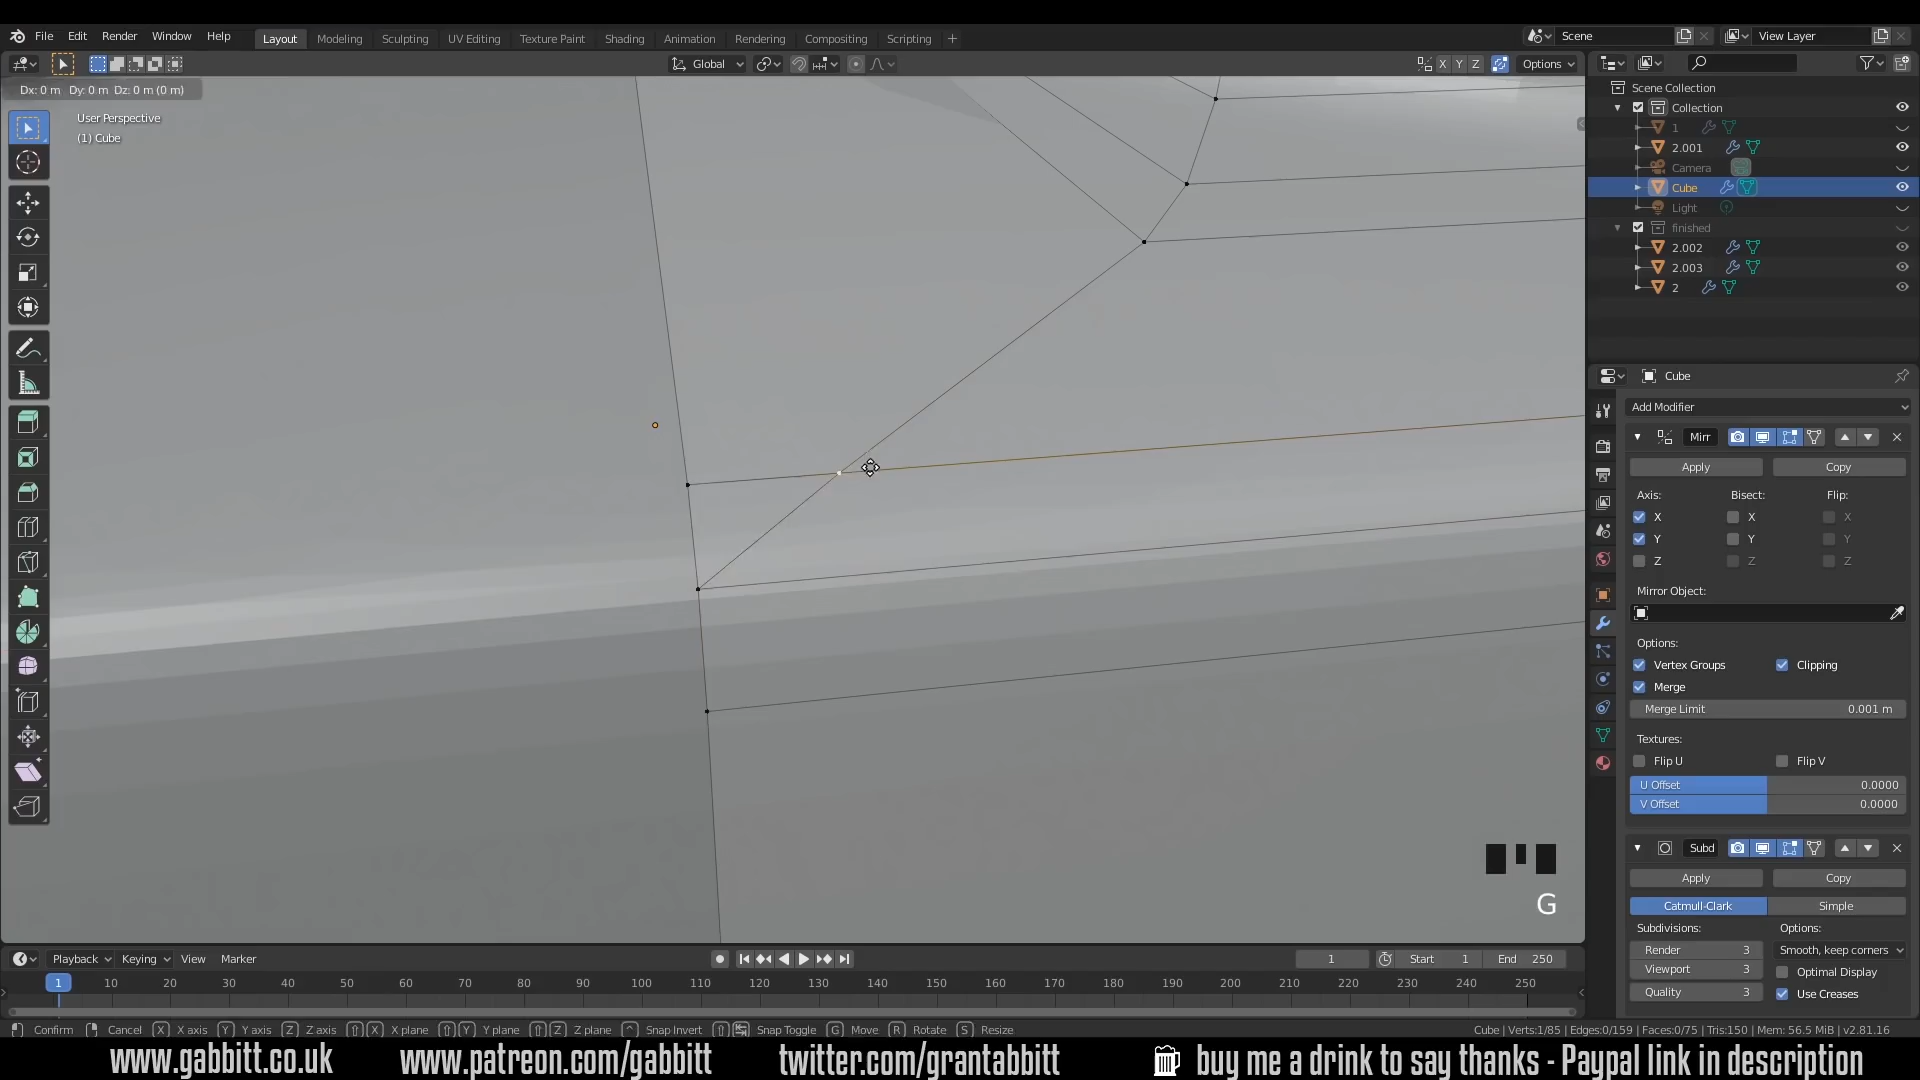 File Edit Render Window Help Layout Modeling Sculpting UV Editing Texture Paint Shading Animation Rendering Compositing Scripting + Scene View Layer
Global X Y Z Options
Dx: 0 m Dy: 0 m Dz: 0 m (0 m)
User Perspective
(1) Cube
Scene Collection
Collection
1
2.001
Camera
Cube
Light
finished
2.002
2.003
2
Cube
Add Modifier
Mirr
Apply Copy
Axis: Bisect: Flip:
X X X
Y Y Y
Z Z Z
Mirror Object:
Options:
Vertex Groups Clipping
Merge
Merge Limit 0.001 m
Textures:
Flip U Flip V
U Offset 0.0000
V Offset 0.0000
Subd
Apply Copy
Catmull-Clark Simple
Subdivisions: Options:
Render 3 Smooth, keep corners
Viewport 3 Optimal Display
Quality 3 Use Creases
G
Playback Keying View Marker 1 Start 1 End 250
1 10 20 30 40 50 60 70 80 90 100 110 120 130 140 150 160 170 180 190 200 210 220 230 240 250
Confirm Cancel X X axis Y Y axis Z Z axis X X plane Y Y plane Z Z plane Snap Invert Snap Toggle G Move R Rotate S Resize Cube | Verts:1/85 | Edges:0/159 | Faces:0/75 | Tris:150 | Mem: 56.5 MiB | v2.81.16
www.gabbitt.co.uk www.patreon.com/gabbitt twitter.com/grantabbitt buy me a drink to say thanks - Paypal link in description